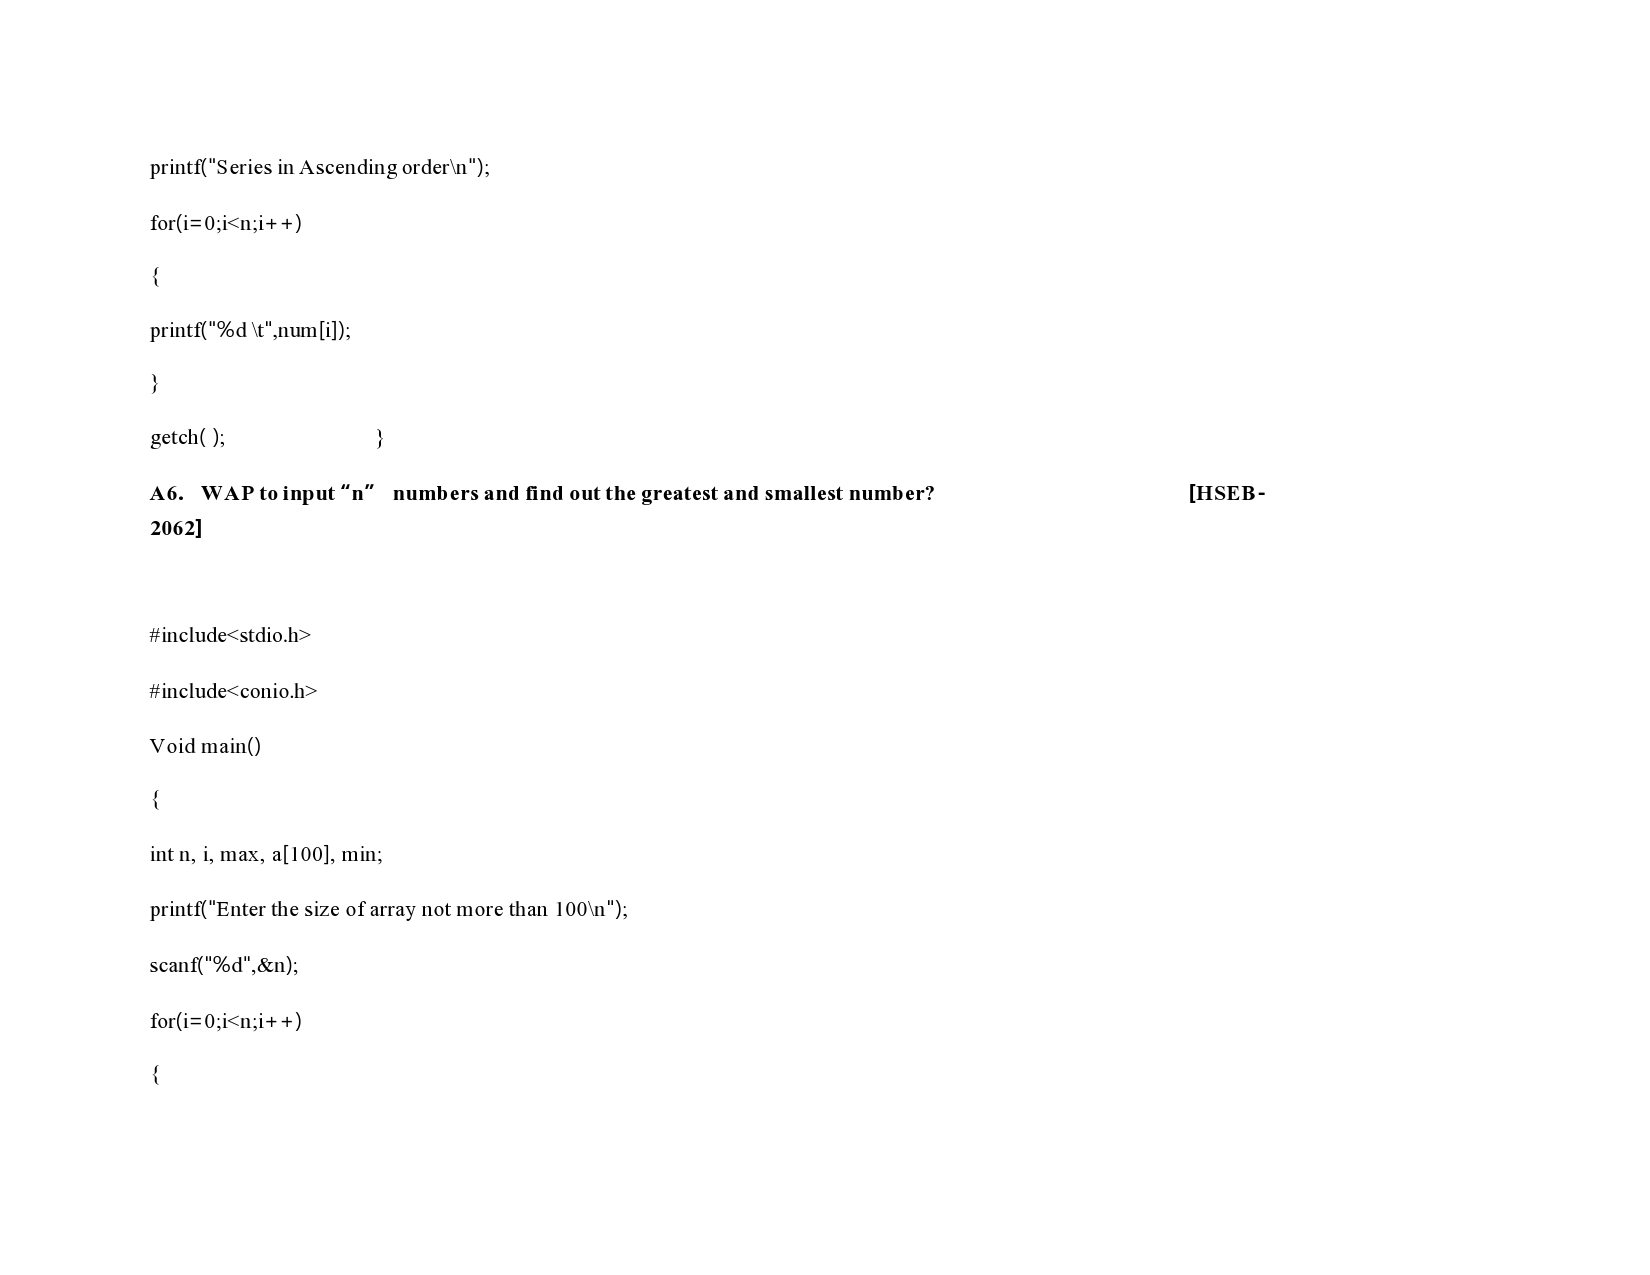 printf("Series in Ascending order\n");
for(i=0;i<n;i++)
{
printf("%d \t",num[i]);
}
getch( ); }
A6. WAP to input “n” numbers and find out the greatest and smallest number? [HSEB-
2062]
#include<stdio.h>
#include<conio.h>
Void main()
{
int n, i, max, a[100], min;
printf("Enter the size of array not more than 100\n");
scanf("%d",&n);
for(i=0;i<n;i++)
{